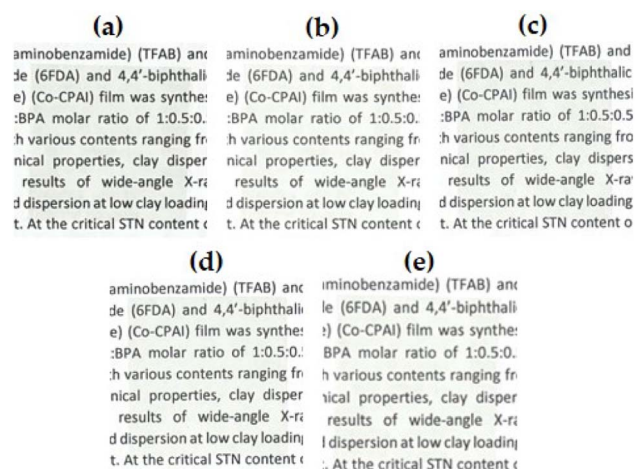 (a)
aminobenzamide) (TFAB) and
de (6FDA) and 4,4′-biphthali
e) (Co-CPAI) film was synthes
:BPA molar ratio of 1:0.5:0.
h various contents ranging fr
nical properties, clay disper
results of wide-angle X-ra
d dispersion at low clay loading
t. At the critical STN content
(b)
aminobenzamide) (TFAB) and
de (6FDA) and 4,4′-biphthali
e) (Co-CPAI) film was synthes
:BPA molar ratio of 1:0.5:0.
h various contents ranging fr
nical properties, clay disper
results of wide-angle X-ra
d dispersion at low clay loading
t. At the critical STN content
(c)
aminobenzamide) (TFAB) and
de (6FDA) and 4,4′-biphthalic
e) (Co-CPAI) film was synthesi
:BPA molar ratio of 1:0.5:0.5
h various contents ranging fro
nical properties, clay dispers
results of wide-angle X-ray
d dispersion at low clay loading
t. At the critical STN content o
(d)
aminobenzamide) (TFAB) and
de (6FDA) and 4,4′-biphthali
e) (Co-CPAI) film was synthes
:BPA molar ratio of 1:0.5:0.
h various contents ranging fr
nical properties, clay disper
results of wide-angle X-ra
d dispersion at low clay loading
t. At the critical STN content
(e)
aminobenzamide) (TFAB) and
le (6FDA) and 4,4′-biphthali
) (Co-CPAI) film was synthes
BPA molar ratio of 1:0.5:0.
h various contents ranging fr
nical properties, clay disper
results of wide-angle X-ra
dispersion at low clay loading
. At the critical STN content